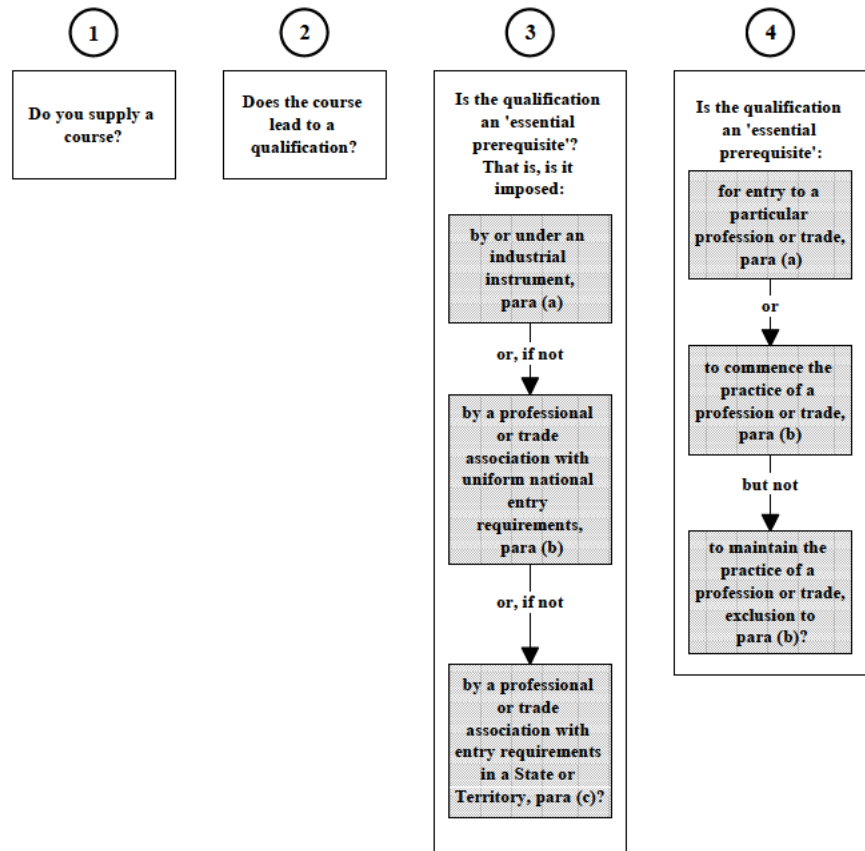 1
Do you supply a
course?
2
Does the course
lead to a
qualification?
3
Is the qualification
an 'essential
prerequisite'?
That is, is it
imposed:
by or under an
industrial
instrument,
para (a)
or, if not
by a professional
or trade
association with
uniform national
entry
requirements,
para (b)
or, if not
by a professional
or trade
association with
entry requirements
in a State or
Territory, para (c)?
4
Is the qualification
an 'essential
prerequisite':
for entry to a
particular
profession or trade,
para (a)
or
to commence the
practice of a
profession or trade,
para (b)
but not
to maintain the
practice of a
profession or trade,
exclusion to
para (b)?